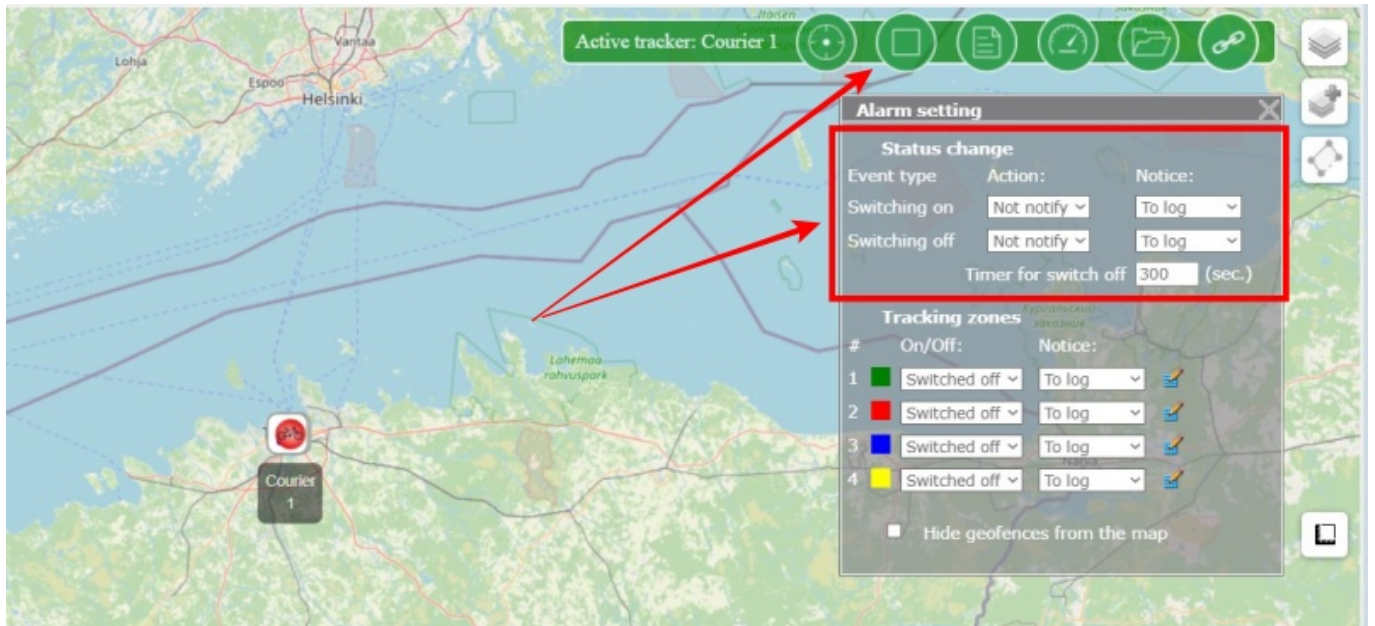 Active tracker: Courier 1
Vantaa
Lohja
Espoo
Helsinki
Alarm setting
Status change
Event type Action: Notice:
Switching on Not notify To log
Switching off Not notify To log
Timer for switch off 300 (sec.)
Tracking zones
# On/Off: Notice:
1 Switched off To log
2 Switched off To log
3 Switched off To log
4 Switched off To log
Narva
Hide geofences from the map
Lahemaa
rahvuspark
Courier
1